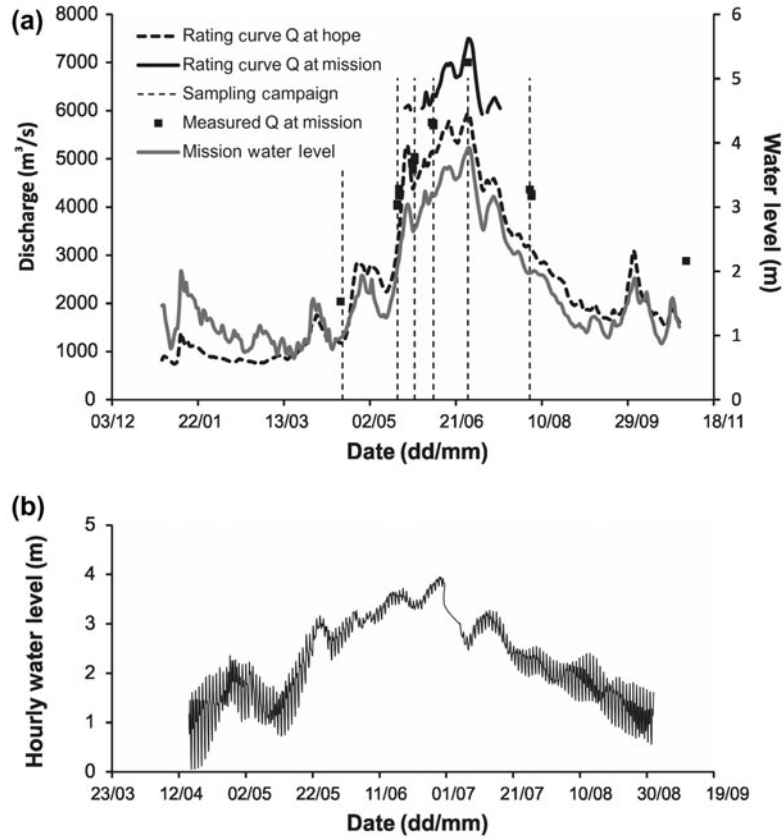 (a)
8000
7000
6000
5000
4000
3000
2000
1000
0
Discharge (m³/s)
Rating curve Q at hope
Rating curve Q at mission
Sampling campaign
Measured Q at mission
Mission water level
6
5
4
3
2
1
0
Water level (m)
03/12 22/01 13/03 02/05 21/06 10/08 29/09 18/11
Date (dd/mm)
(b)
5
4
3
2
1
0
Hourly water level (m)
23/03 12/04 02/05 22/05 11/06 01/07 21/07 10/08 30/08 19/09
Date (dd/mm)